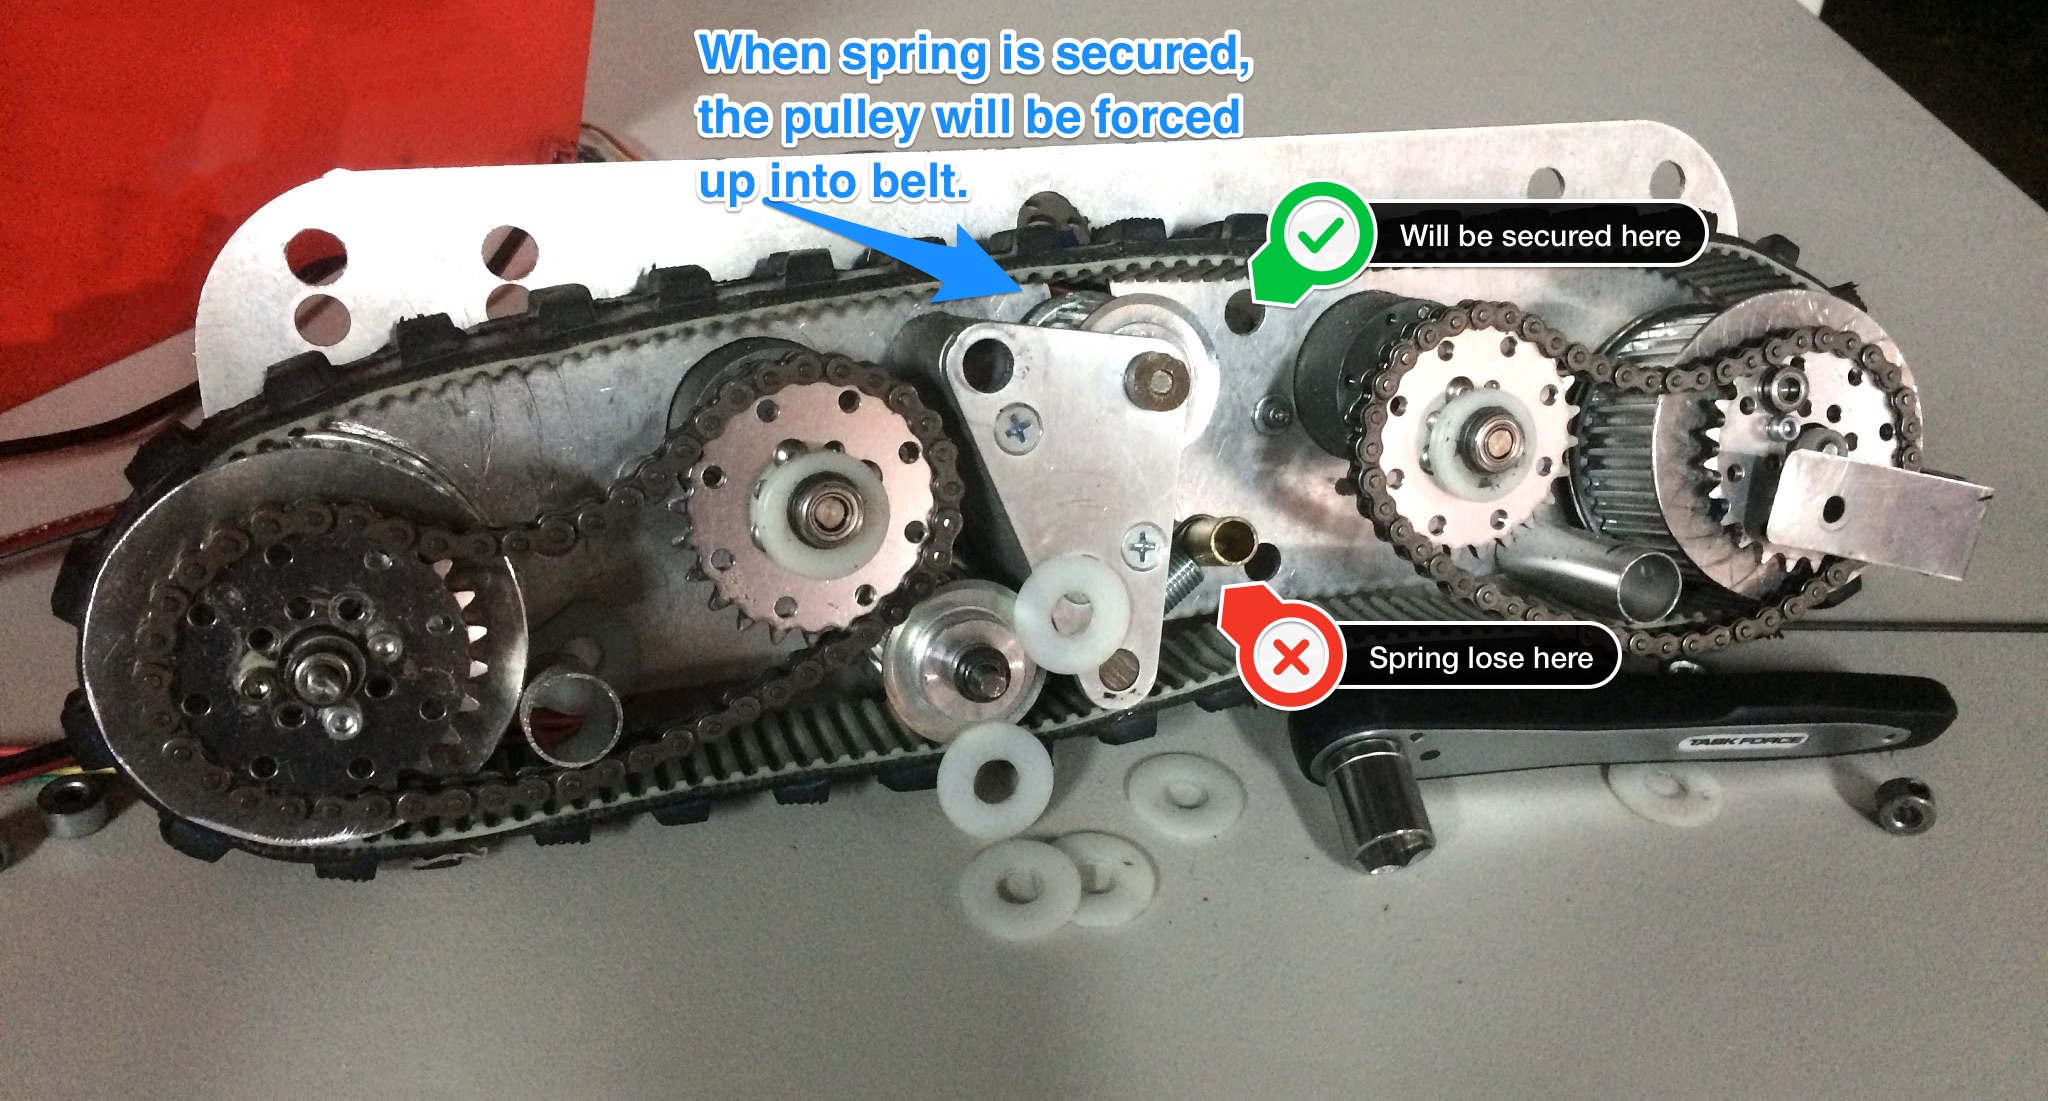 When spring is secured,
the pulley will be forced
up into belt.
Will be secured here
Spring lose here
TASK FORCE